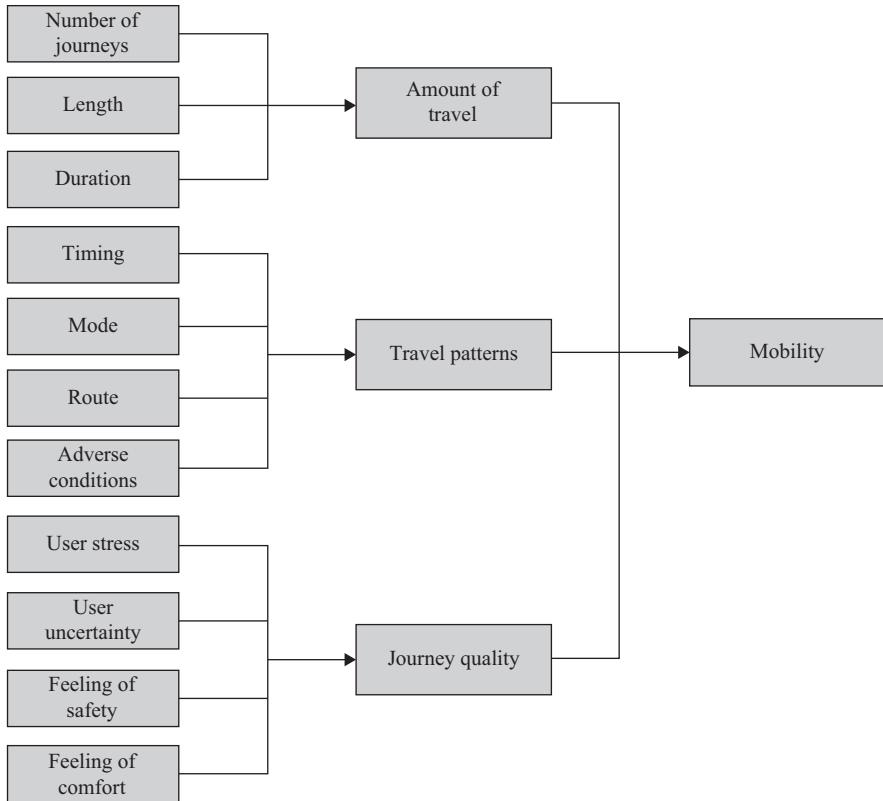 Number of
journeys
Length
Duration
Timing
Mode
Route
Adverse
conditions
User stress
User
uncertainty
Feeling of
safety
Feeling of
comfort
Amount of
travel
Travel patterns
Journey quality
Mobility